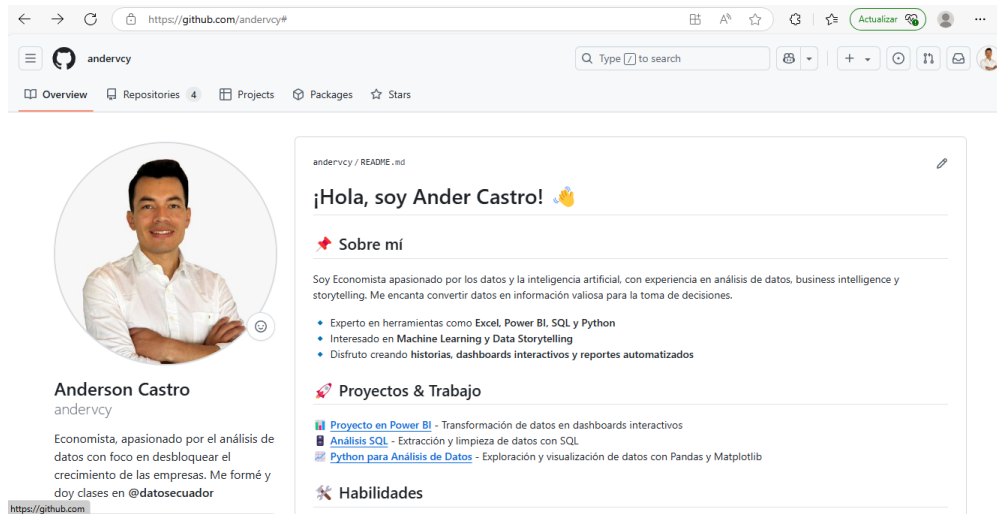 https://github.com/andervcy#
Actualizar
andervcy
Type / to search
Overview
Repositories 4
Projects
Packages
Stars
andervcy / README.md
¡Hola, soy Ander Castro! 👋
📌 Sobre mí
Soy Economista apasionado por los datos y la inteligencia artificial, con experiencia en análisis de datos, business intelligence y
storytelling. Me encanta convertir datos en información valiosa para la toma de decisiones.
🔹 Experto en herramientas como Excel, Power BI, SQL y Python
🔹 Interesado en Machine Learning y Data Storytelling
🔹 Disfruto creando historias, dashboards interactivos y reportes automatizados
🚀 Proyectos & Trabajo
📊 Proyecto en Power BI - Transformación de datos en dashboards interactivos
Análisis SQL - Extracción y limpieza de datos con SQL
📈 Python para Análisis de Datos - Exploración y visualización de datos con Pandas y Matplotlib
🛠 Habilidades
Anderson Castro
andervcy
Economista, apasionado por el análisis de
datos con foco en desbloquear el
crecimiento de las empresas. Me formé y
doy clases en @datosecuador
https://github.com